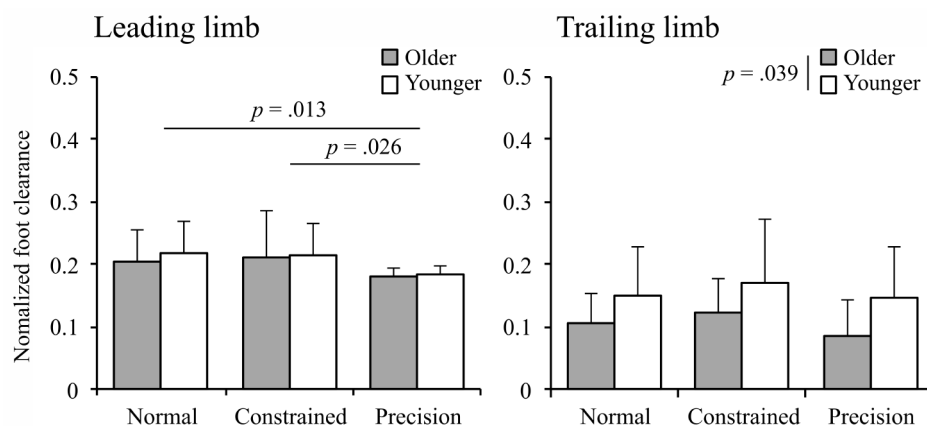 Leading limb
Older
Younger
p = .013
p = .026
0.5
0.4
0.3
0.2
0.1
0
Nomalized foot clearance
Normal Constrained Precision
Trailing limb
Older
Younger
p = .039
0.5
0.4
0.3
0.2
0.1
0
Normal Constrained Precision